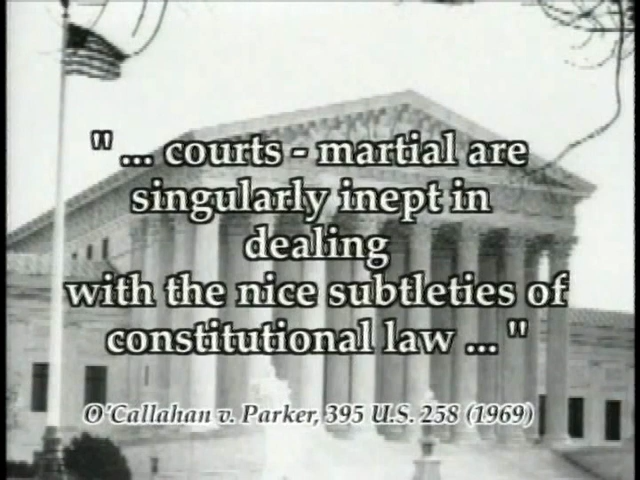 " ... courts - martial are
singularly inept in
dealing
with the nice subtleties of
constitutional law ... "
O'Callahan v. Parker, 395 U.S. 258 (1969)